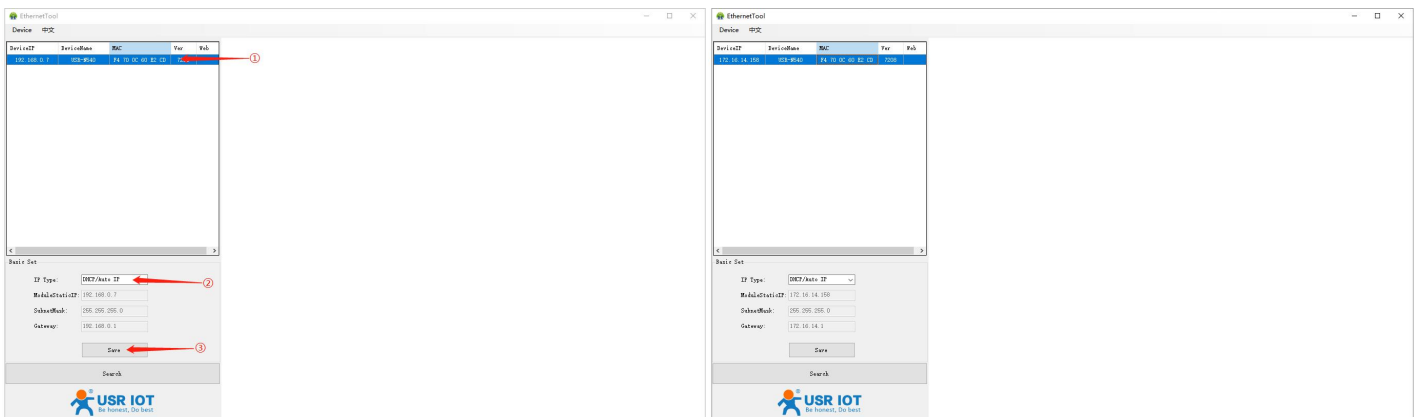 EthernetTool
Device 中文
DeviceIP DeviceName MAC Ver Web
192.168.0.7 USR-N540 F4 70 0C 60 E2 CD ①
Basic Set
IP Type: DHCP/Auto IP ②
ModuleStaticIP: 192.168.0.7
SubnetMask: 255.255.255.0
Gateway: 192.168.0.1
Save ③
Search
USR IOT
Be honest, Do best
EthernetTool
Device 中文
DeviceIP DeviceName MAC Ver Web
172.16.14.158 USR-N540 F4 70 0C 60 E2 CD 7208
Basic Set
IP Type: DHCP/Auto IP
ModuleStaticIP: 172.16.14.158
SubnetMask: 255.255.255.0
Gateway: 172.16.14.1
Save
Search
USR IOT
Be honest, Do best